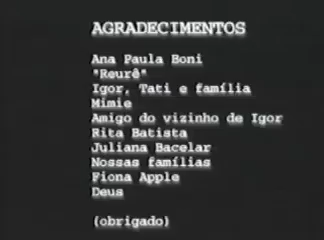 AGRADECIMENTOS
Ana Paula Boni
"Reurê"
Igor, Tati e família
Mimie
Amigo do vizinho de Igor
Rita Batista
Juliana Bacelar
Nossas famílias
Fiona Apple
Deus
(obrigado)